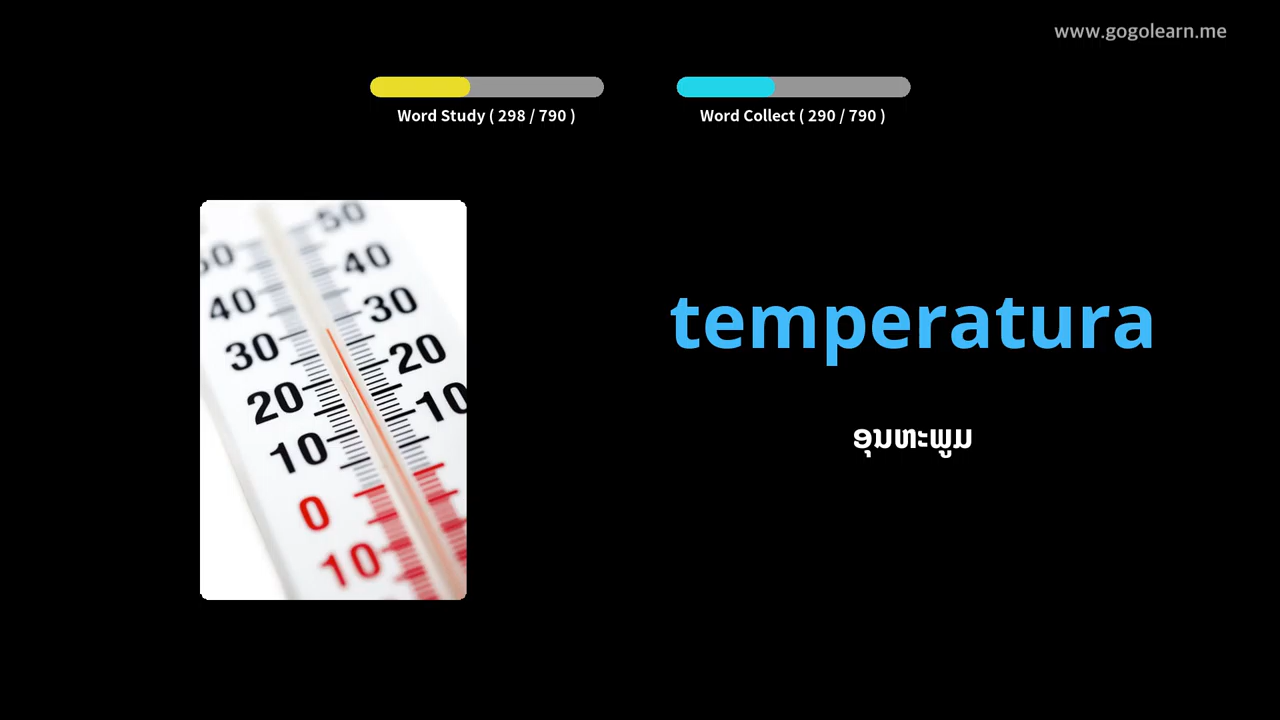 www.gogolearn.me
Word Study ( 298 / 790 )
Word Collect ( 290 / 790 )
50
50
40
40
30
30
20
20
10
10
0
10
temperatura
ອຸນຫະພູມ